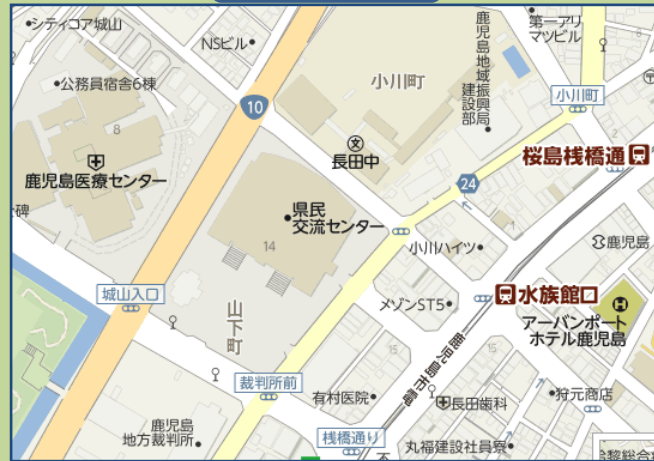 シティコア城山
NSビル
公務員宿舎6棟
10
小川町
鹿児島地域振興局
建設部
第一アリ
マツビル
小川町
8
鹿児島医療センター
文
長田中
24
桜島桟橋通
碑
県民
交流センター
14
1
小川ハイツ
鹿児島
城山入口
山下町
メゾンST5
水族館口
H
アーバンポート
ホテル鹿児島
15
15
鹿児島市電
裁判所前
有村医院
長田歯科
狩元商店
鹿児島
地方裁判所
桟橋通り
丸福建設社員寮
黎総合